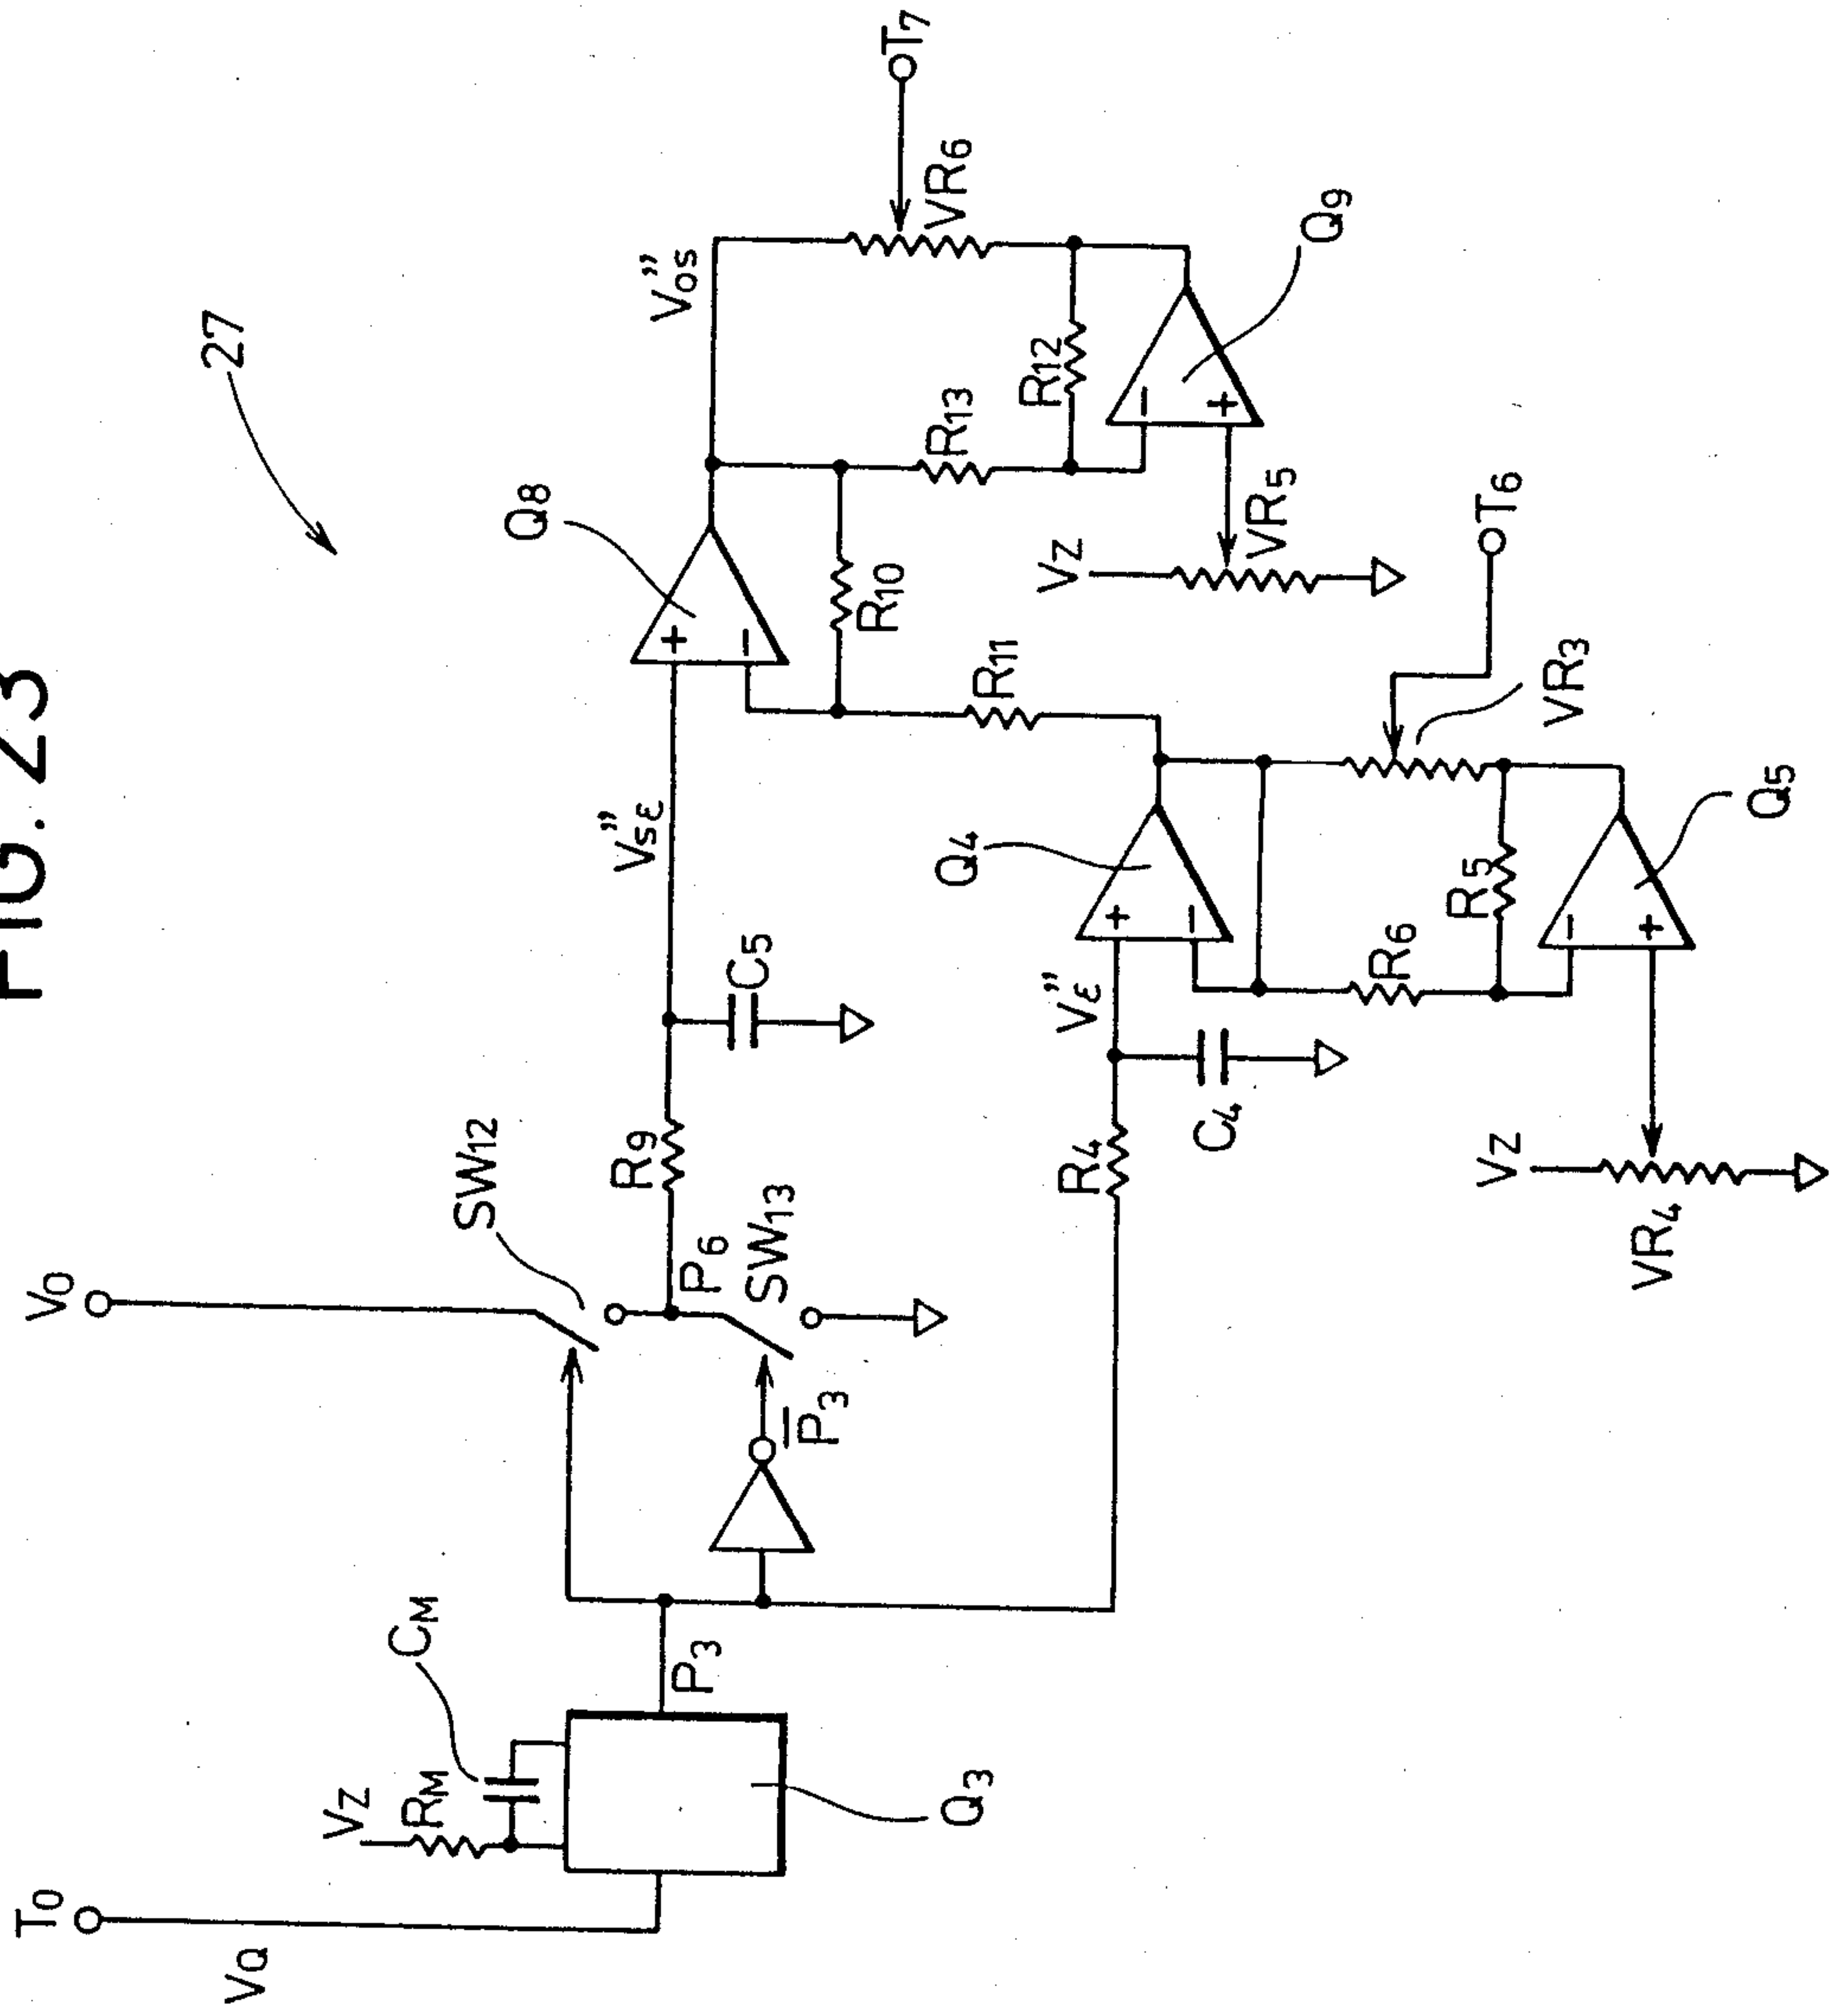 FIG. 23
27
T0
VQ
VZ
RM
CM
Q3
P3
P̅3
V0
SW12
P6
SW13
R9
C5
V"sε
Q8
R10
R11
V"os
R13
R12
VR6
T7
Q9
VZ
VR5
R4
C4
V"ε
Q4
R6
R5
VR3
T6
Q5
VZ
VR4
+
−
+
−
+
−
+
−